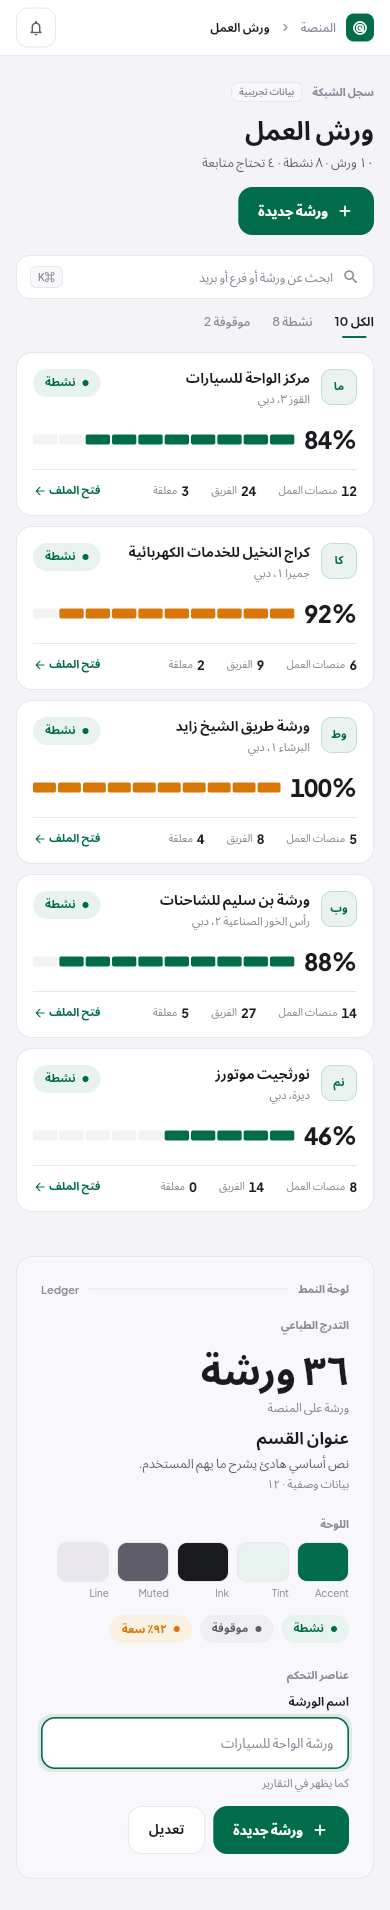 المنصة
ورش العمل
سجل الشبكة
بيانات تجريبية
ورش العمل
١٠ ورش · ٨ نشطة · ٤ تحتاج متابعة
ورشة جديدة +
ابحث عن ورشة أو فرع أو بريد
⌘K
الكل 10
نشطة 8
موقوفة 2
ما
مركز الواحة للسيارات
القوز ٣، دبي
نشطة
84%
12 منصات العمل
24 الفريق
3 معلقة
فتح الملف ←
كا
كراج النخيل للخدمات الكهربائية
جميرا ١، دبي
نشطة
92%
6 منصات العمل
9 الفريق
2 معلقة
فتح الملف ←
وط
ورشة طريق الشيخ زايد
البرشاء ١، دبي
نشطة
100%
5 منصات العمل
8 الفريق
4 معلقة
فتح الملف ←
وب
ورشة بن سليم للشاحنات
رأس الخور الصناعية ٢، دبي
نشطة
88%
14 منصات العمل
27 الفريق
5 معلقة
فتح الملف ←
نم
نورثجيت موتورز
ديرة، دبي
نشطة
46%
8 منصات العمل
14 الفريق
0 معلقة
فتح الملف ←
لوحة النمط
Ledger
التدرج الطباعي
٣٦ ورشة
ورشة على المنصة
عنوان القسم
نص أساسي هادئ يشرح ما يهم المستخدم.
بيانات وصفية · ١٢
اللوحة
Accent
Tint
Ink
Muted
Line
نشطة
موقوفة
٩٢٪ سعة
عناصر التحكم
اسم الورشة
ورشة الواحة للسيارات
كما يظهر في التقارير
ورشة جديدة +
تعديل